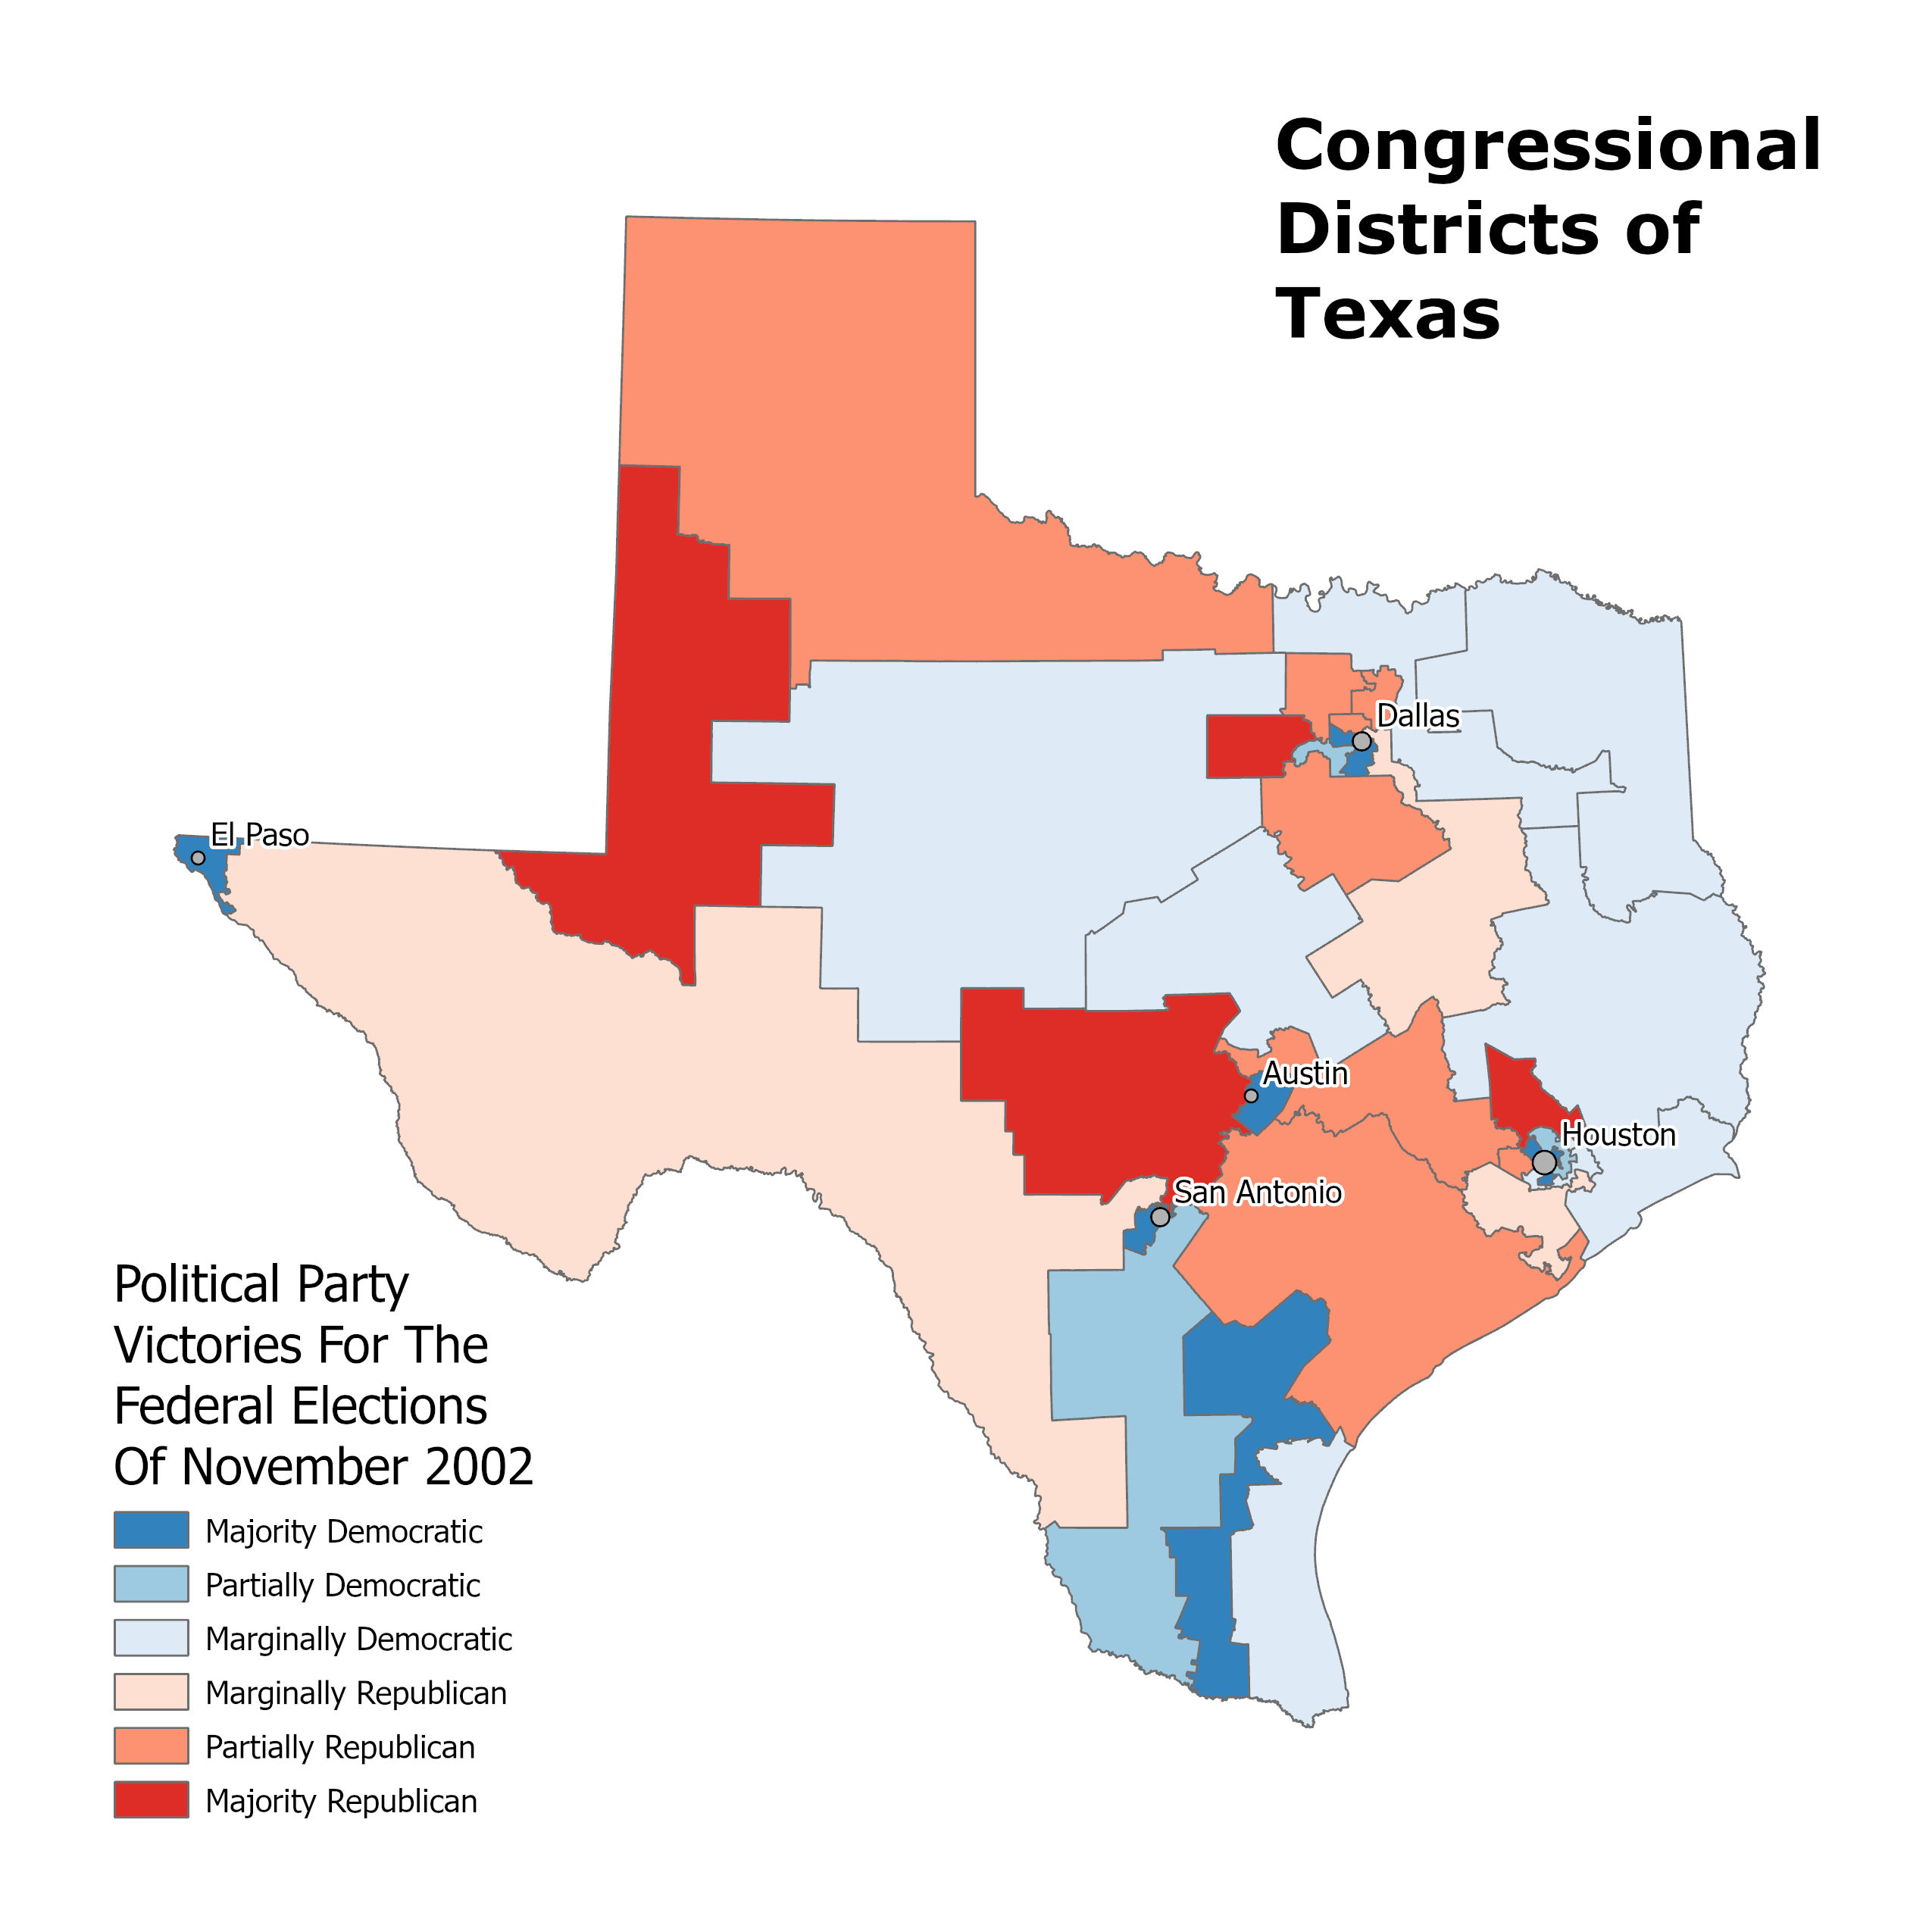 Congressional
Districts of
Texas
Dallas
El Paso
Austin
Houston
San Antonio
Political Party
Victories For The
Federal Elections
Of November 2002
Majority Democratic
Partially Democratic
Marginally Democratic
Marginally Republican
Partially Republican
Majority Republican